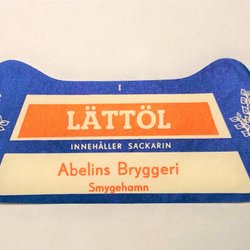 I
LÄTTÖL
INNEHÅLLER SACKARIN
Abelins Bryggeri
Smygehamn